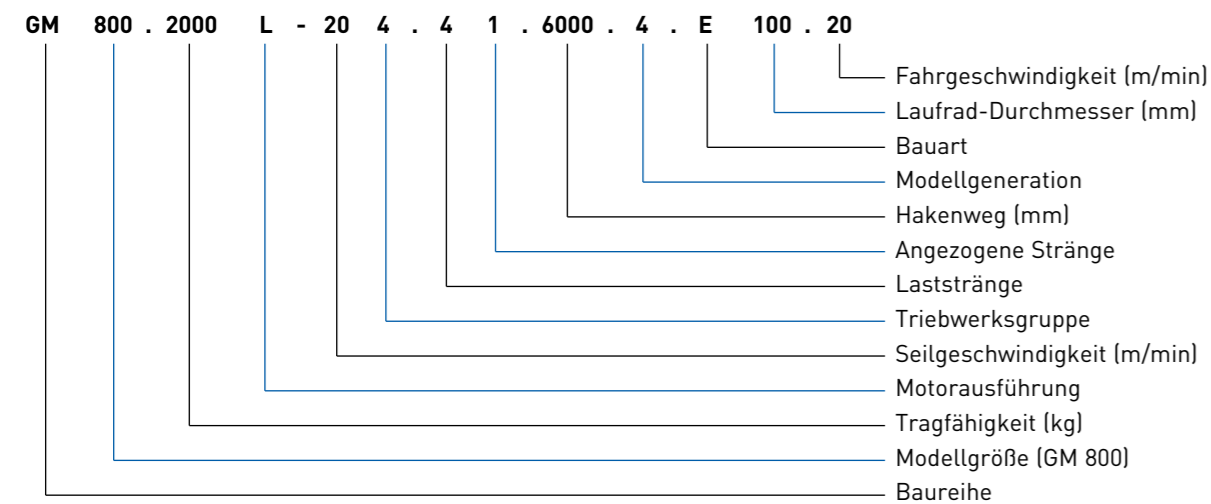 GM 800 . 2000 L - 20 4 . 4 1 . 6000 . 4 . E 100 . 20
Fahrgeschwindigkeit (m/min)
Laufrad-Durchmesser (mm)
Bauart
Modellgeneration
Hakenweg (mm)
Angezogene Stränge
Laststränge
Triebwerksgruppe
Seilgeschwindigkeit (m/min)
Motorausführung
Tragfähigkeit (kg)
Modellgröße (GM 800)
Baureihe